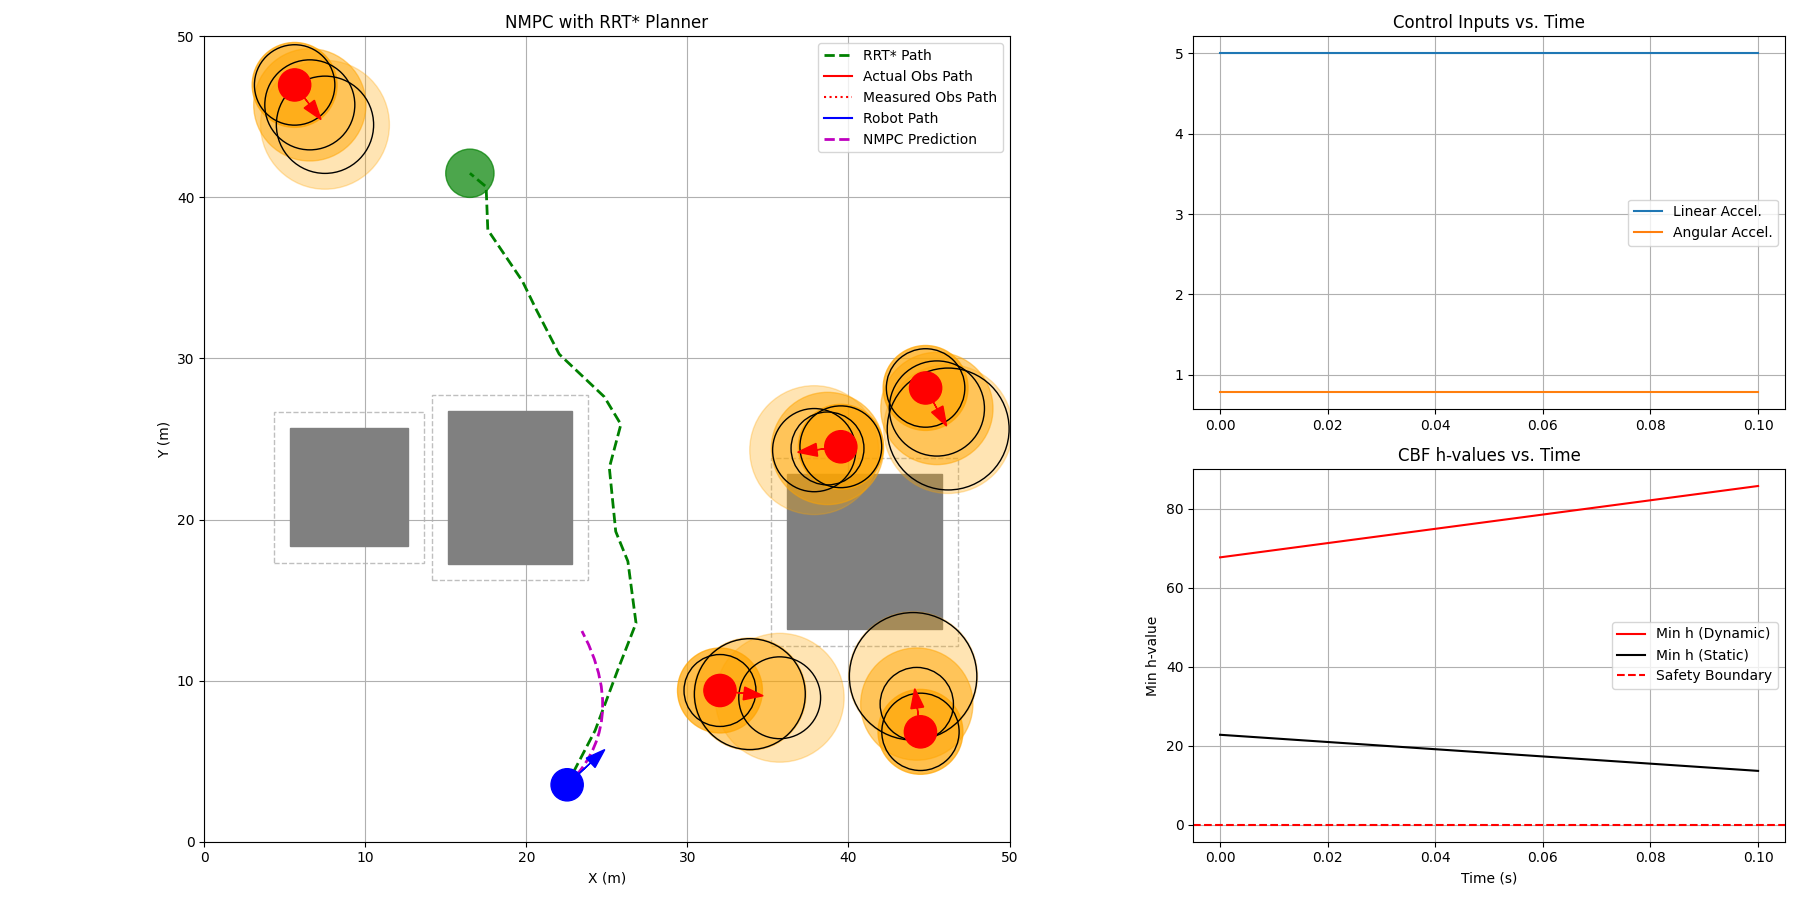 NMPC with RRT* Planner
50
40
30
20
10
0
Y (m)
0 10 20 30 40 50
X (m)
RRT* Path
Actual Obs Path
Measured Obs Path
Robot Path
NMPC Prediction
Control Inputs vs. Time
5
4
3
2
1
Linear Accel.
Angular Accel.
0.00 0.02 0.04 0.06 0.08 0.10
CBF h-values vs. Time
80
60
40
20
0
Min h-value
Min h (Dynamic)
Min h (Static)
Safety Boundary
0.00 0.02 0.04 0.06 0.08 0.10
Time (s)